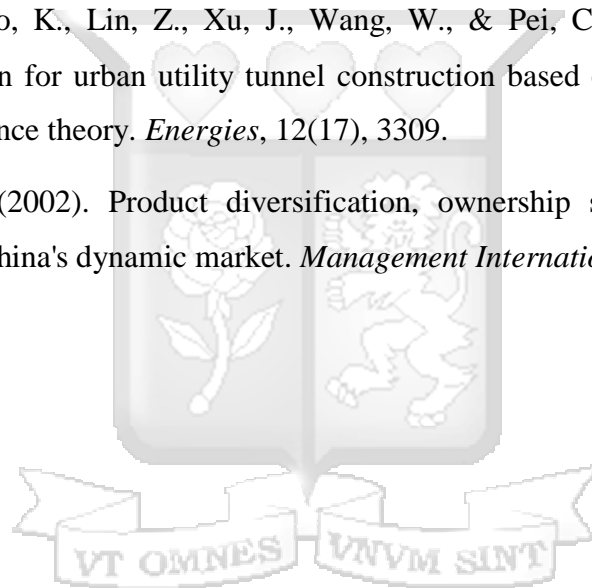 o, K., Lin, Z., Xu, J., Wang, W., & Pei, C
n for urban utility tunnel construction based
nce theory. Energies, 12(17), 3309.
(2002). Product diversification, ownership s
hina's dynamic market. Management Internatio
VT OMNES VNVM SINT